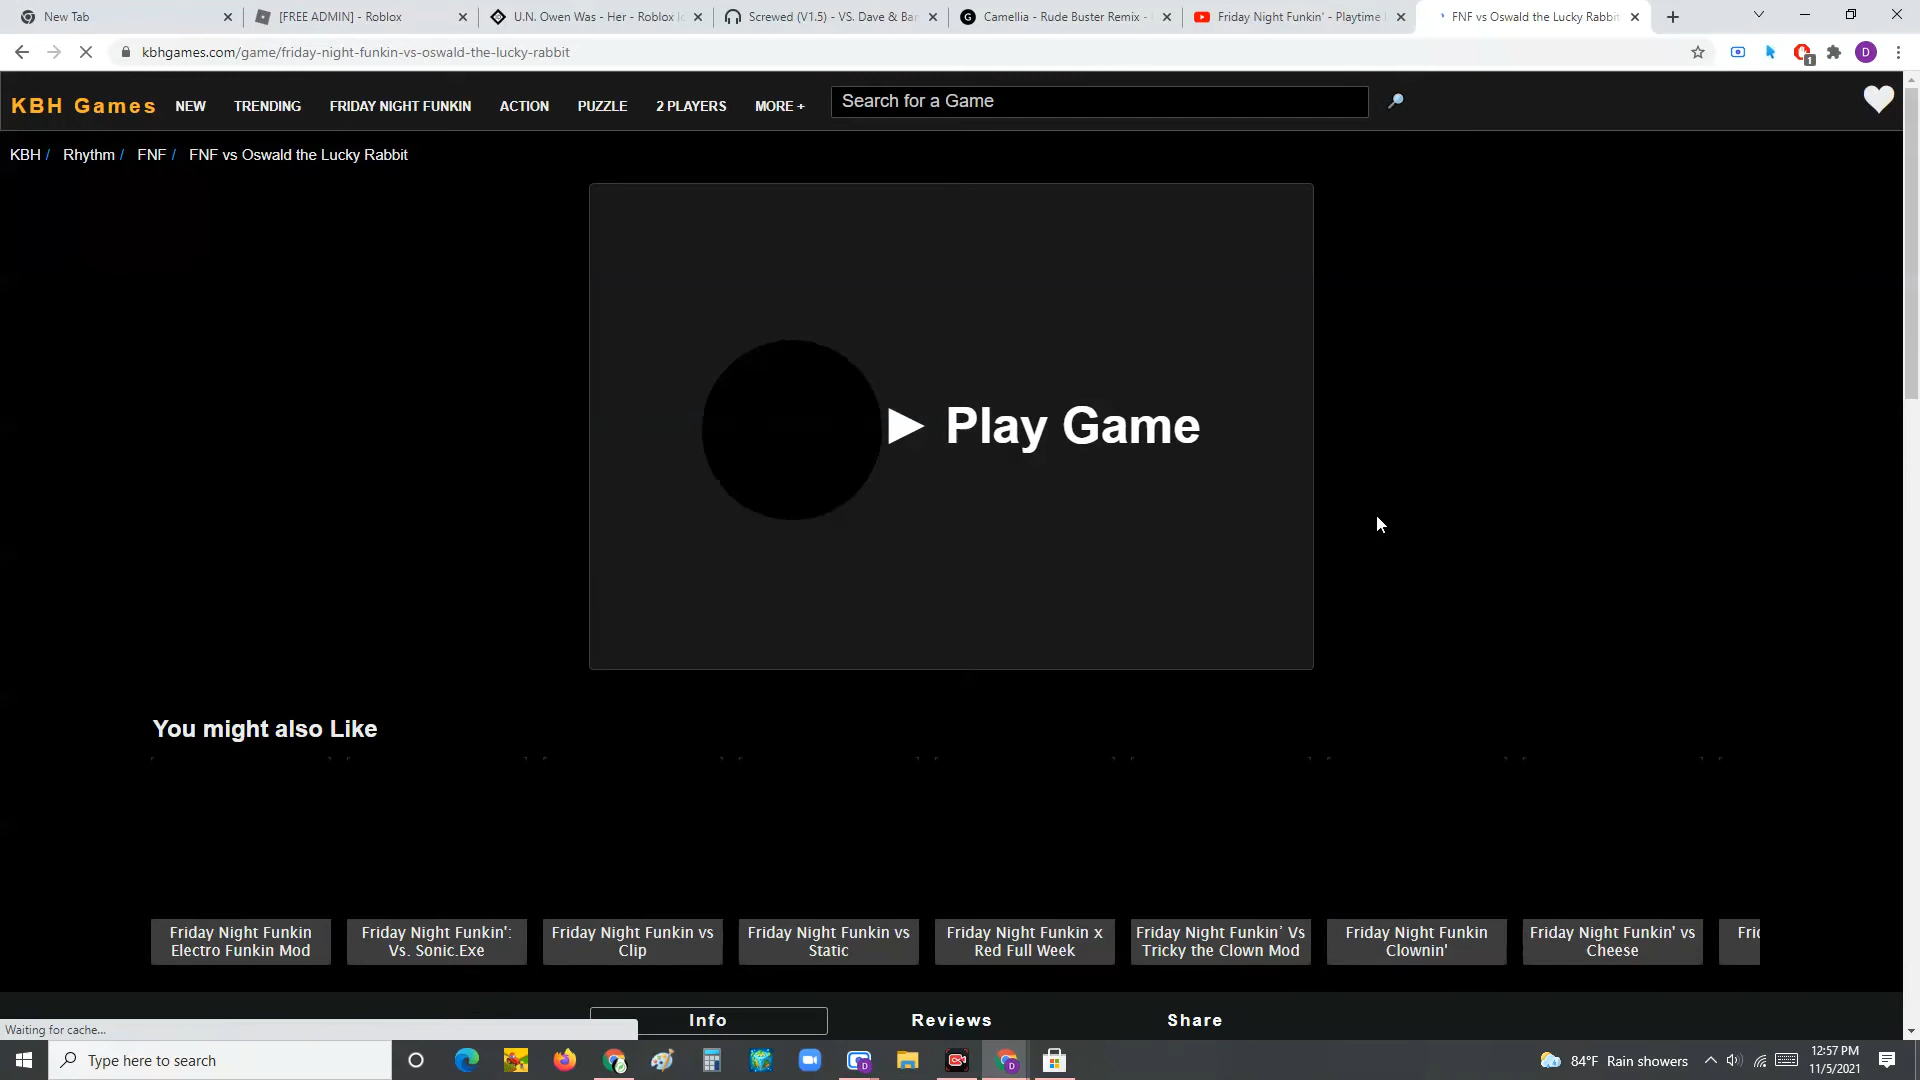 New Tab
[FREE ADMIN] - Roblox
U.N. Owen Was - Her - Roblox Ic
Screwed (V1.5) - VS. Dave & Bar
Camellia - Rude Buster Remix -
Friday Night Funkin' - Playtime
FNF vs Oswald the Lucky Rabbit
kbhgames.com/game/friday-night-funkin-vs-oswald-the-lucky-rabbit
1
D
KBH Games
NEW
TRENDING
FRIDAY NIGHT FUNKIN
ACTION
PUZZLE
2 PLAYERS
MORE +
Search for a Game
KBH / Rhythm / FNF / FNF vs Oswald the Lucky Rabbit
Play Game
You might also Like
Friday Night Funkin
Electro Funkin Mod
Friday Night Funkin':
Vs. Sonic.Exe
Friday Night Funkin vs
Clip
Friday Night Funkin vs
Static
Friday Night Funkin x
Red Full Week
Friday Night Funkin’ Vs
Tricky the Clown Mod
Friday Night Funkin
Clownin'
Friday Night Funkin' vs
Cheese
Fric
Info
Reviews
Share
Waiting for cache...
Type here to search
D
D
84°F Rain showers
12:57 PM
11/5/2021